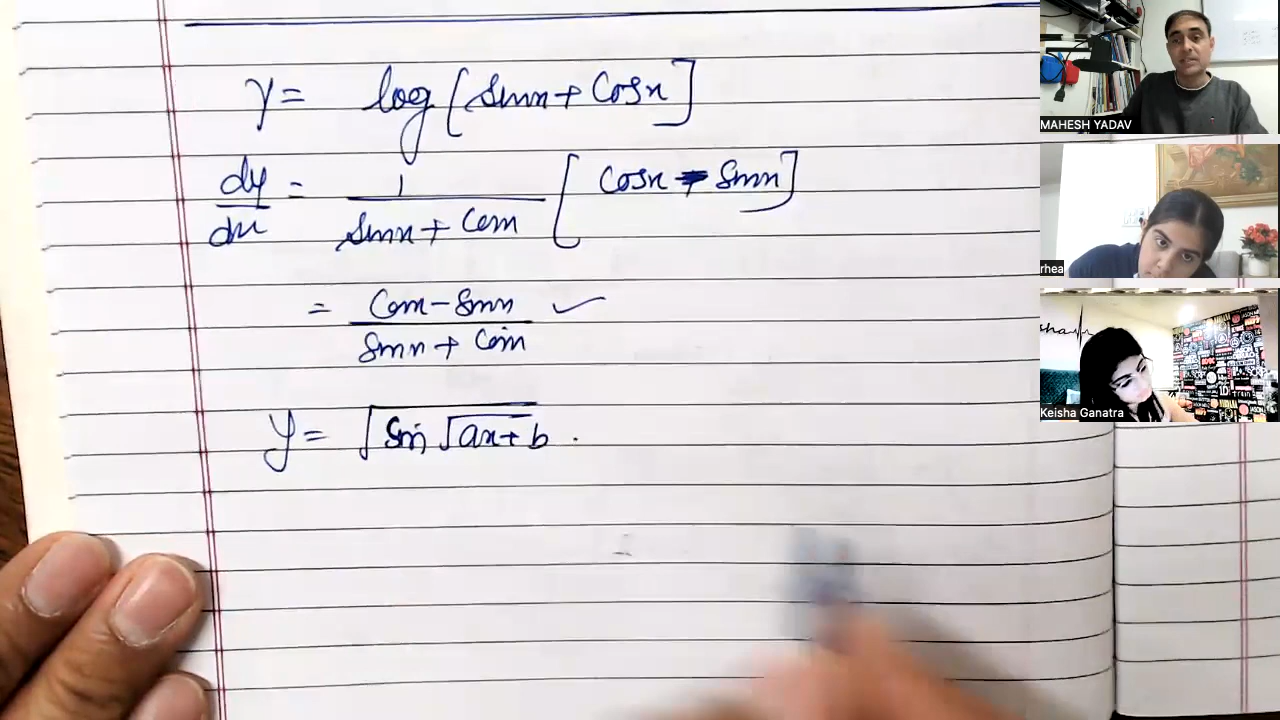 y = log [sinx + cosx]
dy/dx = 1/(sinx + cosx) [cosx - sinx]
= (cosx - sinx)/(sinx + cosx) ✓
y = √(sin √(ax + b)) .
MAHESH YADAV
rhea
Keisha Ganatra